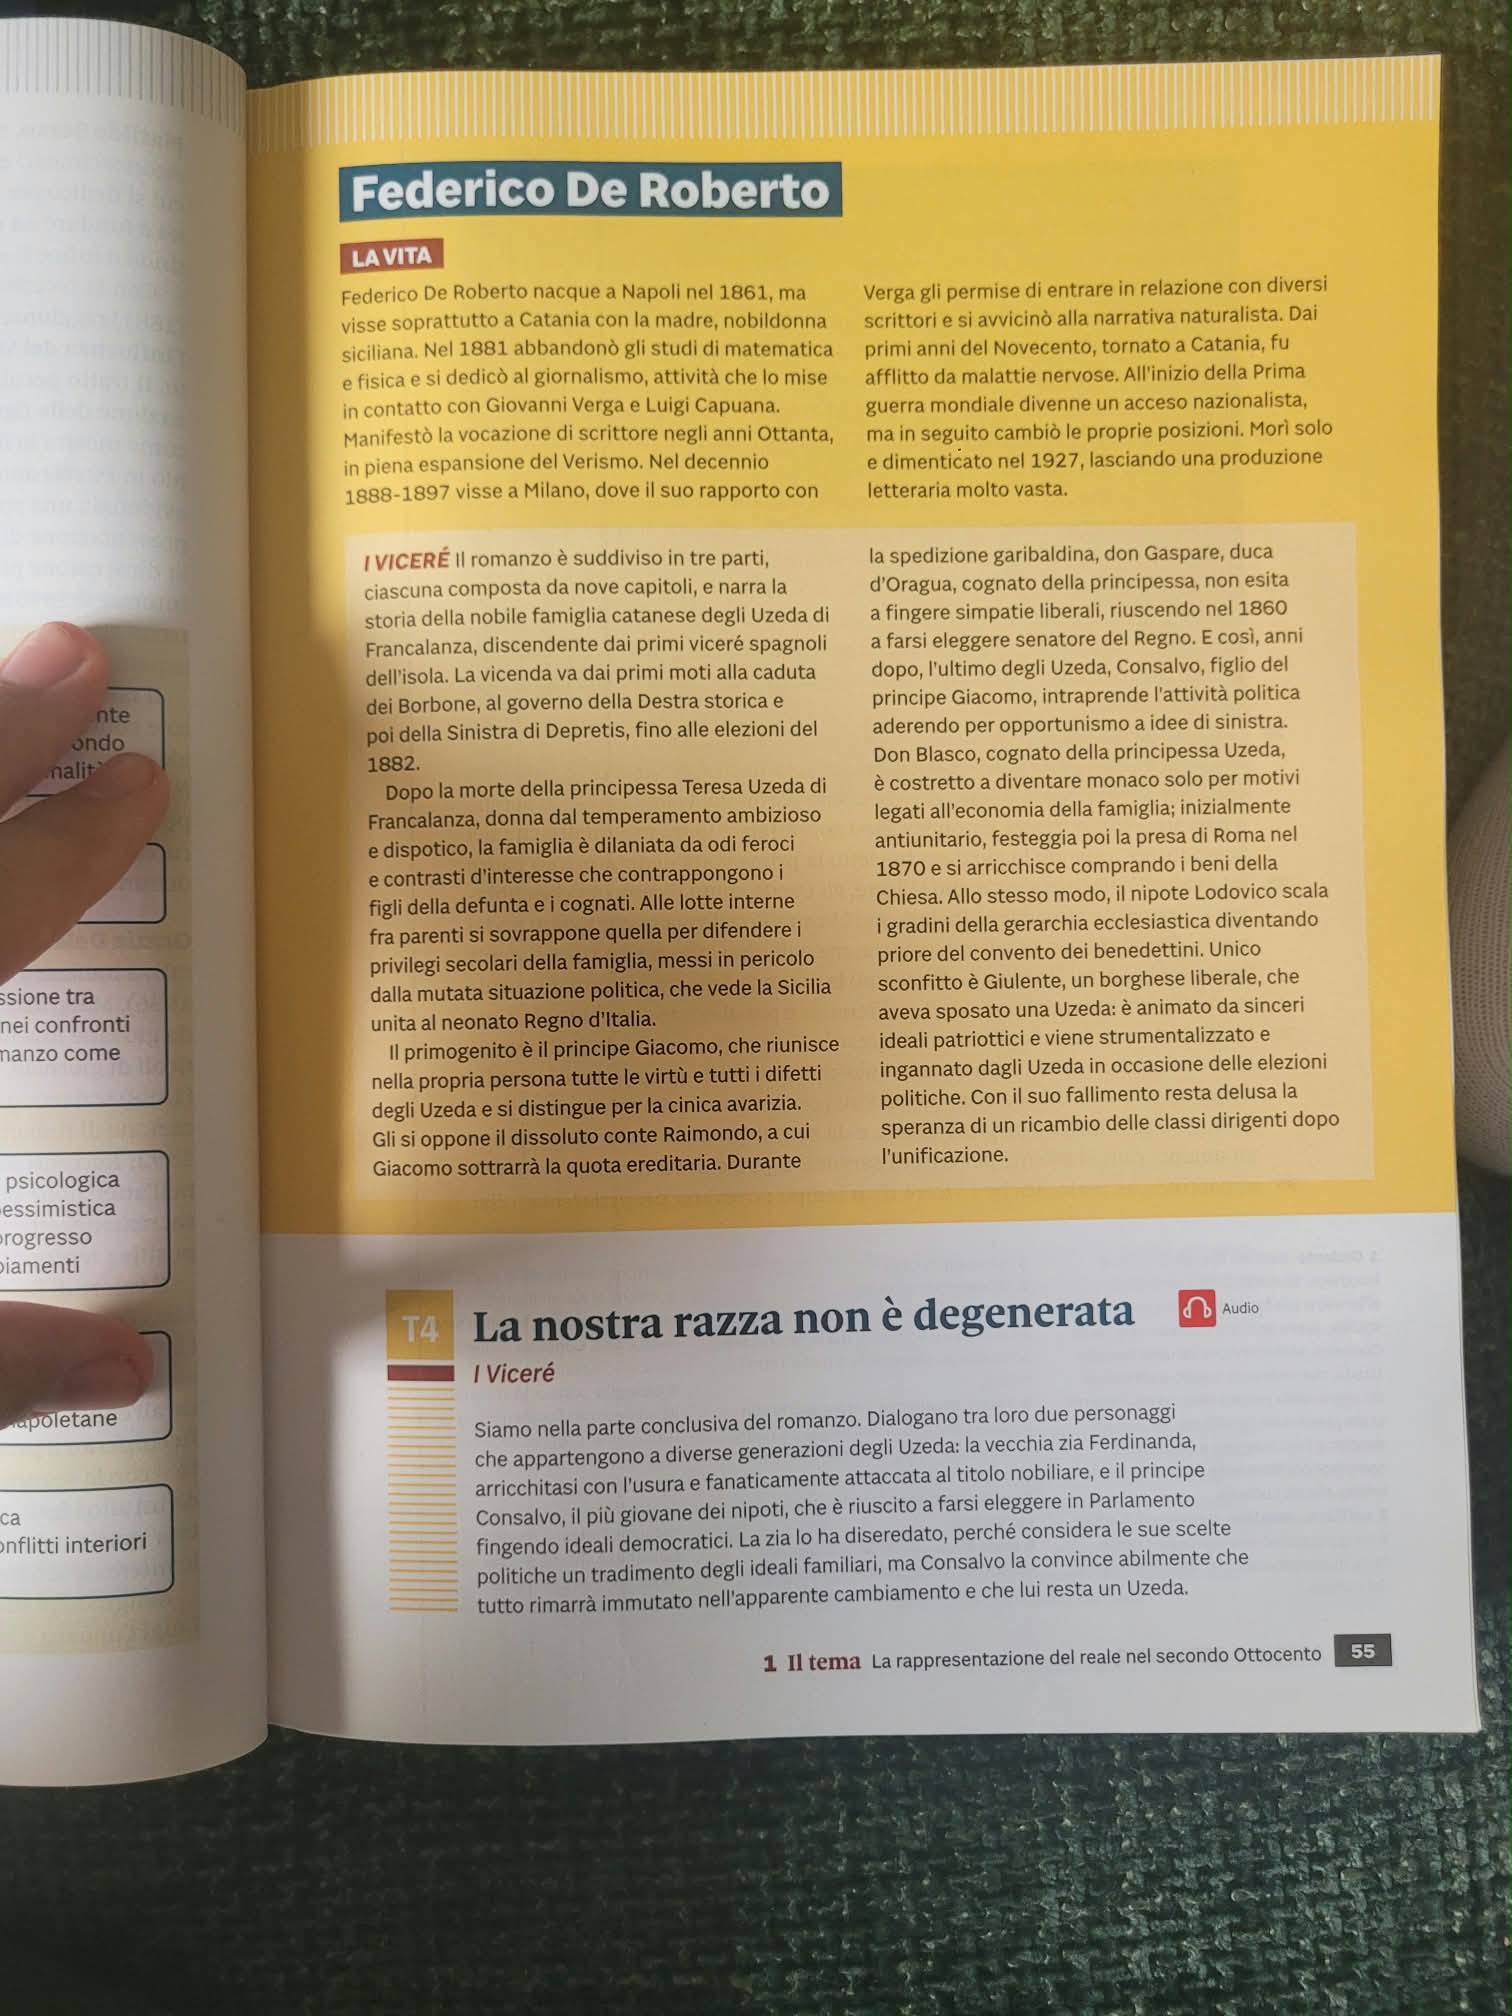 nte
ondo
ssione tra
nei confronti
manzo come
psicologica
essimistica
rogresso
iamenti
napoletane
ca
onflitti interiori
Federico De Roberto
LA VITA
Federico De Roberto nacque a Napoli nel 1861, ma
visse soprattutto a Catania con la madre, nobildonna
siciliana. Nel 1881 abbandonò gli studi di matematica
e fisica e si dedicò al giornalismo, attività che lo mise
in contatto con Giovanni Verga e Luigi Capuana.
Manifestò la vocazione di scrittore negli anni Ottanta,
in piena espansione del Verismo. Nel decennio
1888-1897 visse a Milano, dove il suo rapporto con
Verga gli permise di entrare in relazione con diversi
scrittori e si avvicinò alla narrativa naturalista. Dai
primi anni del Novecento, tornato a Catania, fu
afflitto da malattie nervose. All'inizio della Prima
guerra mondiale divenne un acceso nazionalista,
ma in seguito cambiò le proprie posizioni. Morì solo
e dimenticato nel 1927, lasciando una produzione
letteraria molto vasta.
I VICERÉ Il romanzo è suddiviso in tre parti,
ciascuna composta da nove capitoli, e narra la
storia della nobile famiglia catanese degli Uzeda di
Francalanza, discendente dai primi viceré spagnoli
dell'isola. La vicenda va dai primi moti alla caduta
dei Borbone, al governo della Destra storica e
poi della Sinistra di Depretis, fino alle elezioni del
1882.
Dopo la morte della principessa Teresa Uzeda di
Francalanza, donna dal temperamento ambizioso
e dispotico, la famiglia è dilaniata da odi feroci
e contrasti d'interesse che contrappongono i
figli della defunta e i cognati. Alle lotte interne
fra parenti si sovrappone quella per difendere i
privilegi secolari della famiglia, messi in pericolo
dalla mutata situazione politica, che vede la Sicilia
unita al neonato Regno d'Italia.
Il primogenito è il principe Giacomo, che riunisce
nella propria persona tutte le virtù e tutti i difetti
degli Uzeda e si distingue per la cinica avarizia.
Gli si oppone il dissoluto conte Raimondo, a cui
Giacomo sottrarrà la quota ereditaria. Durante
la spedizione garibaldina, don Gaspare, duca
d'Oragua, cognato della principessa, non esita
a fingere simpatie liberali, riuscendo nel 1860
a farsi eleggere senatore del Regno. E così, anni
dopo, l'ultimo degli Uzeda, Consalvo, figlio del
principe Giacomo, intraprende l'attività politica
aderendo per opportunismo a idee di sinistra.
Don Blasco, cognato della principessa Uzeda,
è costretto a diventare monaco solo per motivi
legati all'economia della famiglia; inizialmente
antiunitario, festeggia poi la presa di Roma nel
1870 e si arricchisce comprando i beni della
Chiesa. Allo stesso modo, il nipote Lodovico scala
i gradini della gerarchia ecclesiastica diventando
priore del convento dei benedettini. Unico
sconfitto è Giulente, un borghese liberale, che
aveva sposato una Uzeda: è animato da sinceri
ideali patriottici e viene strumentalizzato e
ingannato dagli Uzeda in occasione delle elezioni
politiche. Con il suo fallimento resta delusa la
speranza di un ricambio delle classi dirigenti dopo
l'unificazione.
T4 La nostra razza non è degenerata Audio
I Viceré
Siamo nella parte conclusiva del romanzo. Dialogano tra loro due personaggi
che appartengono a diverse generazioni degli Uzeda: la vecchia zia Ferdinanda,
arricchitasi con l'usura e fanaticamente attaccata al titolo nobiliare, e il principe
Consalvo, il più giovane dei nipoti, che è riuscito a farsi eleggere in Parlamento
fingendo ideali democratici. La zia lo ha diseredato, perché considera le sue scelte
politiche un tradimento degli ideali familiari, ma Consalvo la convince abilmente che
tutto rimarrà immutato nell'apparente cambiamento e che lui resta un Uzeda.
1 Il tema La rappresentazione del reale nel secondo Ottocento 55